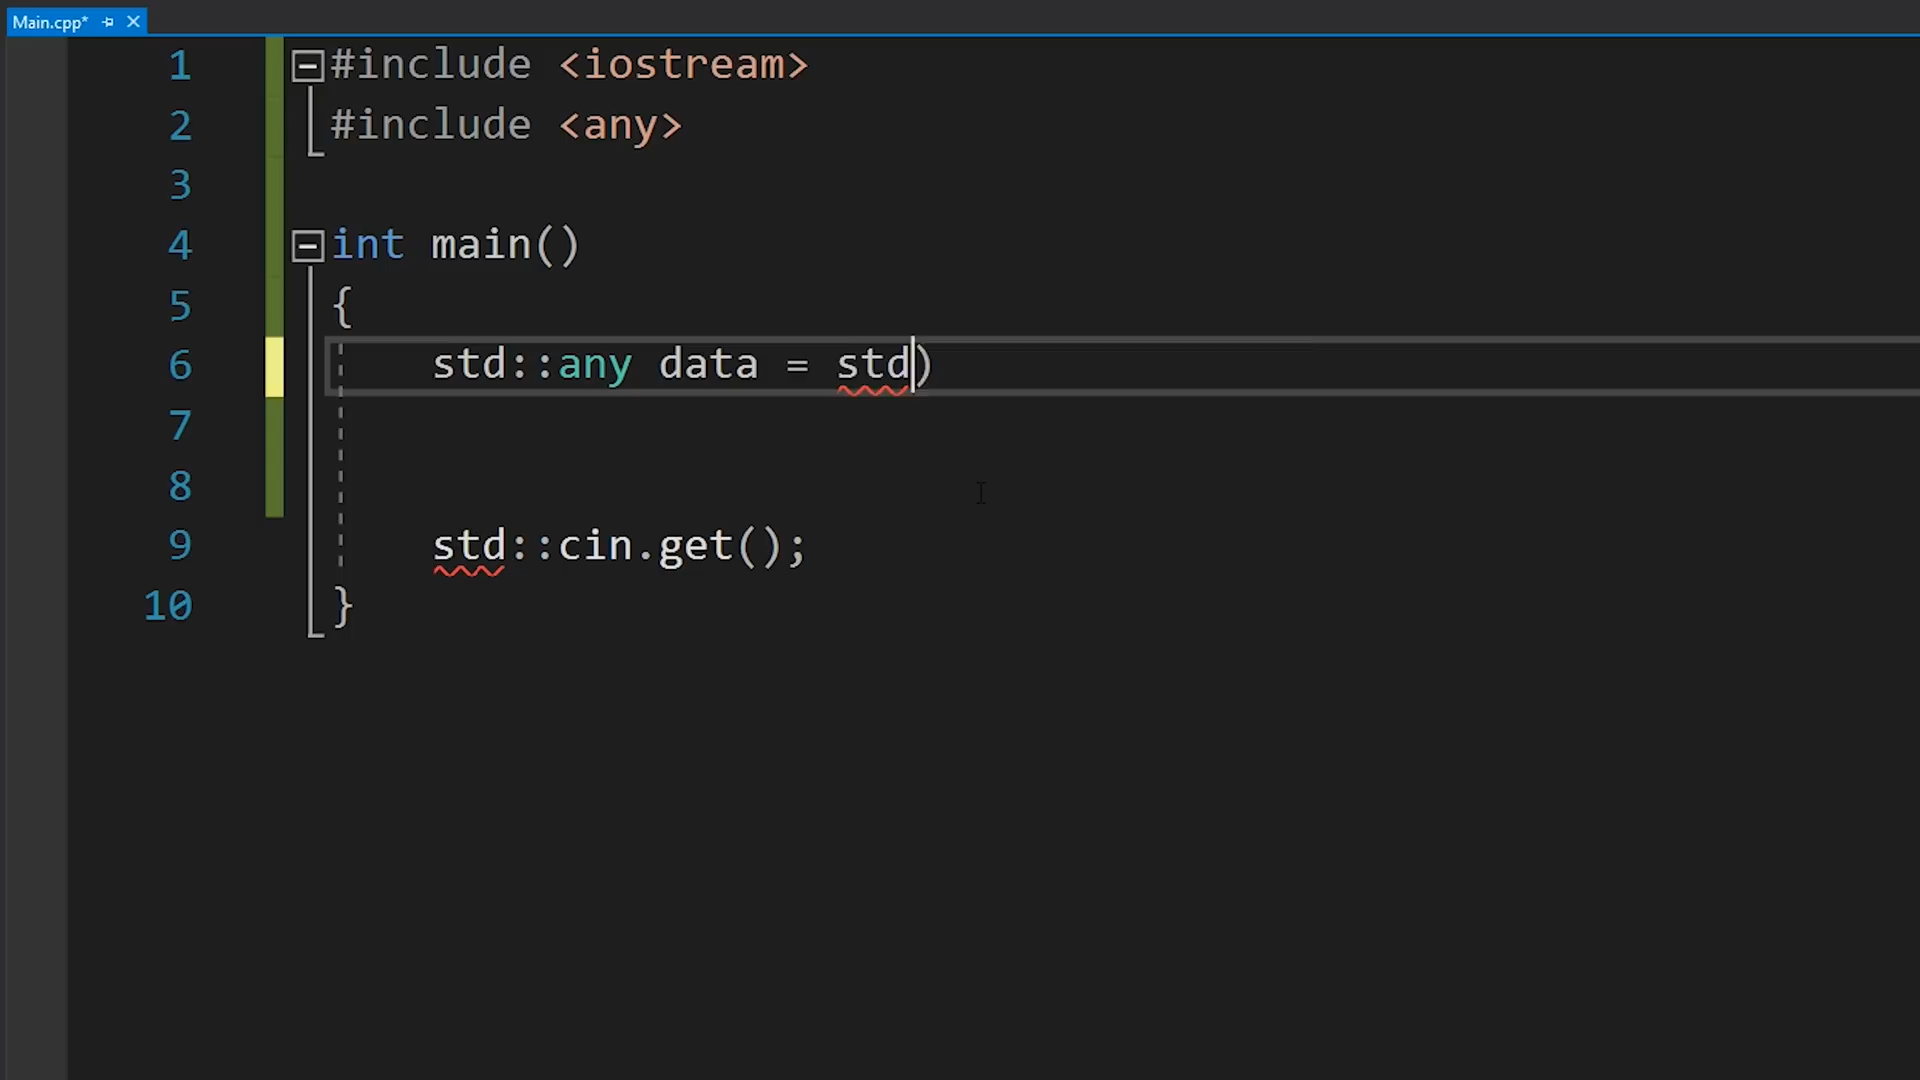 Main.cpp*
1 #include <iostream>
2 #include <any>
3
4 int main()
5 {
6 std::any data = std)
7
8
9 std::cin.get();
10 }